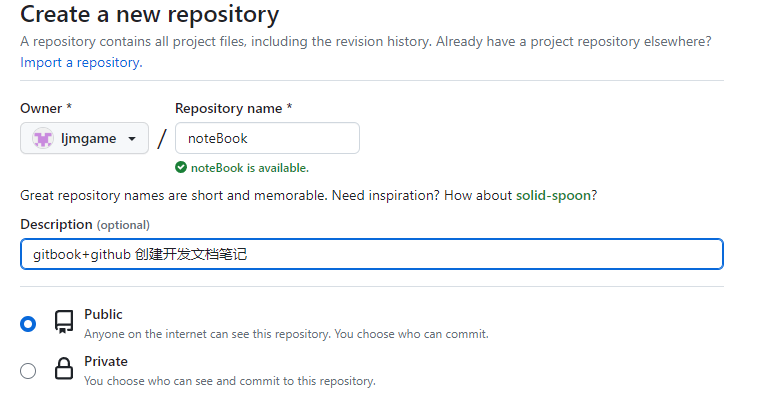 Create a new repository
A repository contains all project files, including the revision history. Already have a project repository elsewhere?
Import a repository.
Owner * Repository name *
ljmgame / noteBook
noteBook is available.
Great repository names are short and memorable. Need inspiration? How about solid-spoon?
Description (optional)
gitbook+github 创建开发文档笔记
Public
Anyone on the internet can see this repository. You choose who can commit.
Private
You choose who can see and commit to this repository.